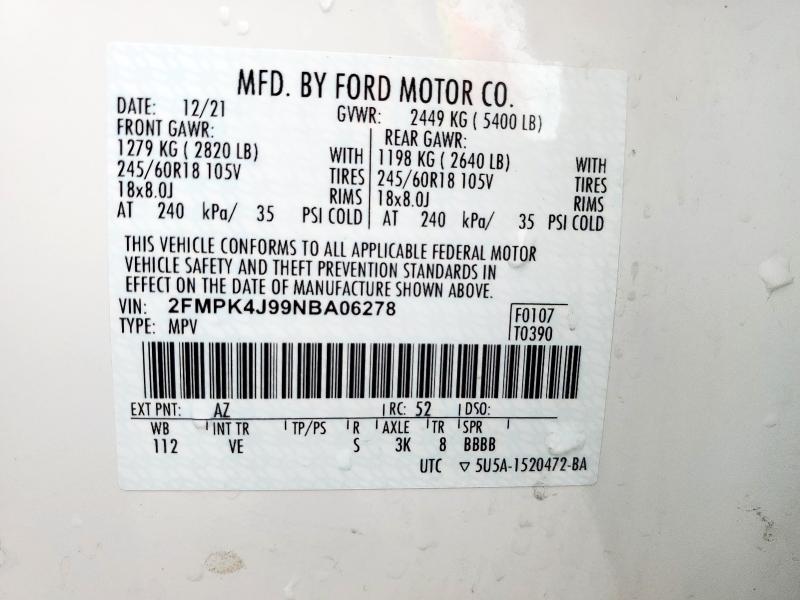 MFD. BY FORD MOTOR CO.
DATE: 12/21 GVWR: 2449 KG ( 5400 LB)
FRONT GAWR: REAR GAWR:
1279 KG ( 2820 LB) WITH 1198 KG ( 2640 LB) WITH
245/60R18 105V TIRES 245/60R18 105V TIRES
18x8.0J RIMS 18x8.0J RIMS
AT 240 kPa/ 35 PSI COLD AT 240 kPa/ 35 PSI COLD
THIS VEHICLE CONFORMS TO ALL APPLICABLE FEDERAL MOTOR
VEHICLE SAFETY AND THEFT PREVENTION STANDARDS IN
EFFECT ON THE DATE OF MANUFACTURE SHOWN ABOVE.
VIN: 2FMPK4J99NBA06278 F0107
TYPE: MPV T0390
EXT PNT: AZ RC: 52 DSO:
WB INT TR TP/PS R AXLE TR SPR
112 VE S 3K 8 BBBB
UTC ▽ 5U5A-1520472-BA